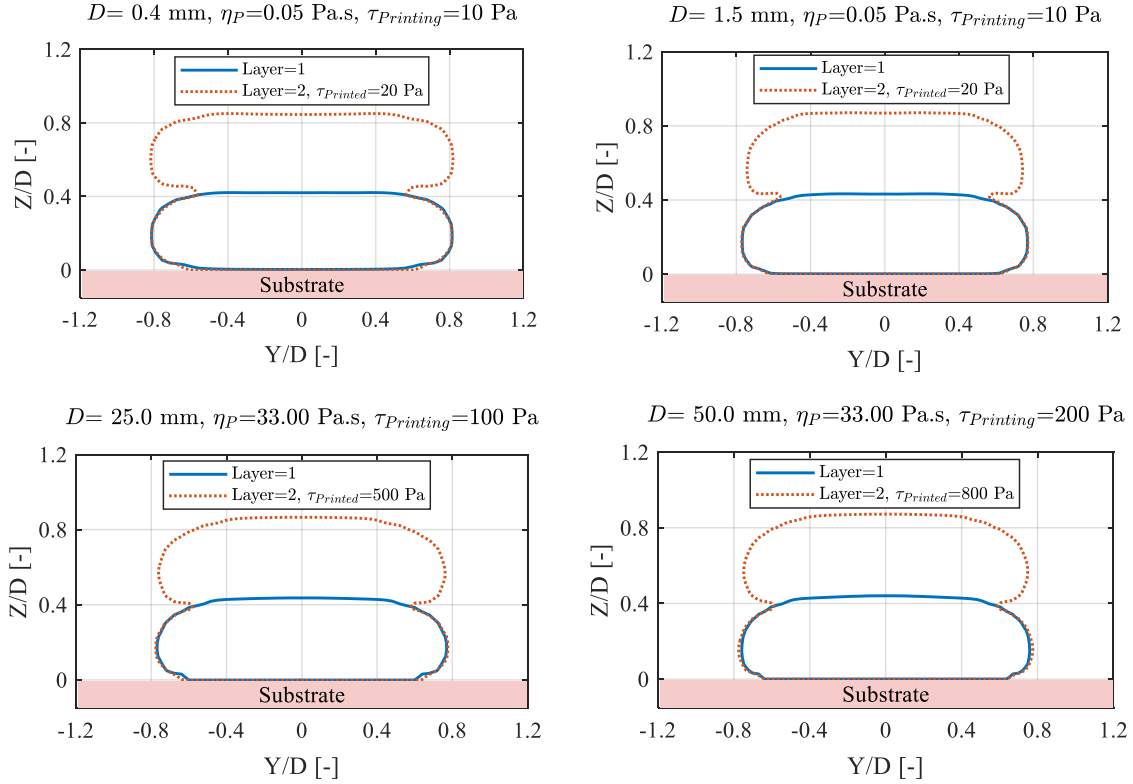 D= 0.4 mm, ηP=0.05 Pa.s, τPrinting=10 Pa
1.2
0.8
0.4
0
Z/D [-]
Layer=1
Layer=2, τPrinted=20 Pa
Substrate
-1.2 -0.8 -0.4 0 0.4 0.8 1.2
Y/D [-]
D= 1.5 mm, ηP=0.05 Pa.s, τPrinting=10 Pa
1.2
0.8
0.4
0
Z/D [-]
Layer=1
Layer=2, τPrinted=20 Pa
Substrate
-1.2 -0.8 -0.4 0 0.4 0.8 1.2
Y/D [-]
D= 25.0 mm, ηP=33.00 Pa.s, τPrinting=100 Pa
1.2
0.8
0.4
0
Z/D [-]
Layer=1
Layer=2, τPrinted=500 Pa
Substrate
-1.2 -0.8 -0.4 0 0.4 0.8 1.2
Y/D [-]
D= 50.0 mm, ηP=33.00 Pa.s, τPrinting=200 Pa
1.2
0.8
0.4
0
Z/D [-]
Layer=1
Layer=2, τPrinted=800 Pa
Substrate
-1.2 -0.8 -0.4 0 0.4 0.8 1.2
Y/D [-]